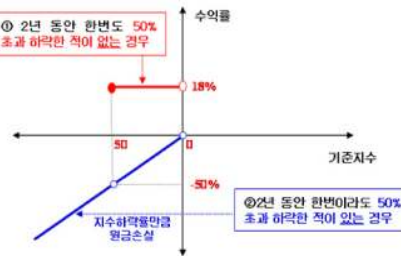 수익률
① 2년 동안 한번도 50%
초과 하락한 적이 없는 경우
18%
50
0
기준지수
-50%
지수하락률만큼
원금손실
②2년 동안 한번이라도 50%
초과 하락한 적이 있는 경우